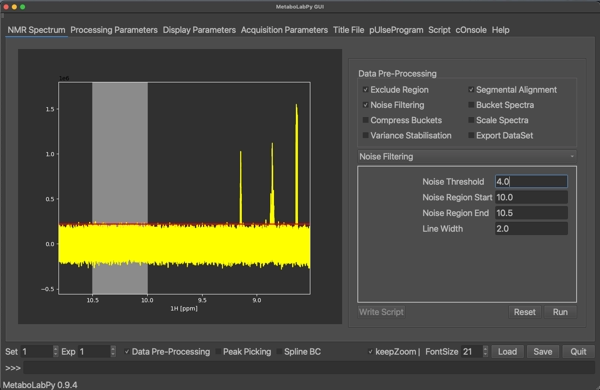 MetaboLabPy GUI
NMR Spectrum Processing Parameters Display Parameters Acquisition Parameters Title File pUlseProgram Script cOnsole Help
1e6
Data Pre-Processing
Exclude Region Segmental Alignment
Noise Filtering Bucket Spectra
Compress Buckets Scale Spectra
Variance Stabilisation Export DataSet
Noise Filtering
Noise Threshold 4.0
Noise Region Start 10.0
Noise Region End 10.5
Line Width 2.0
Write Script Reset Run
1.5
1.0
0.5
0.0
−0.5
10.5 10.0 9.5 9.0
1H [ppm]
Set 1 Exp 1 Data Pre-Processing Peak Picking Spline BC keepZoom | FontSize 21 Load Save Quit
>>>
MetaboLabPy 0.9.4